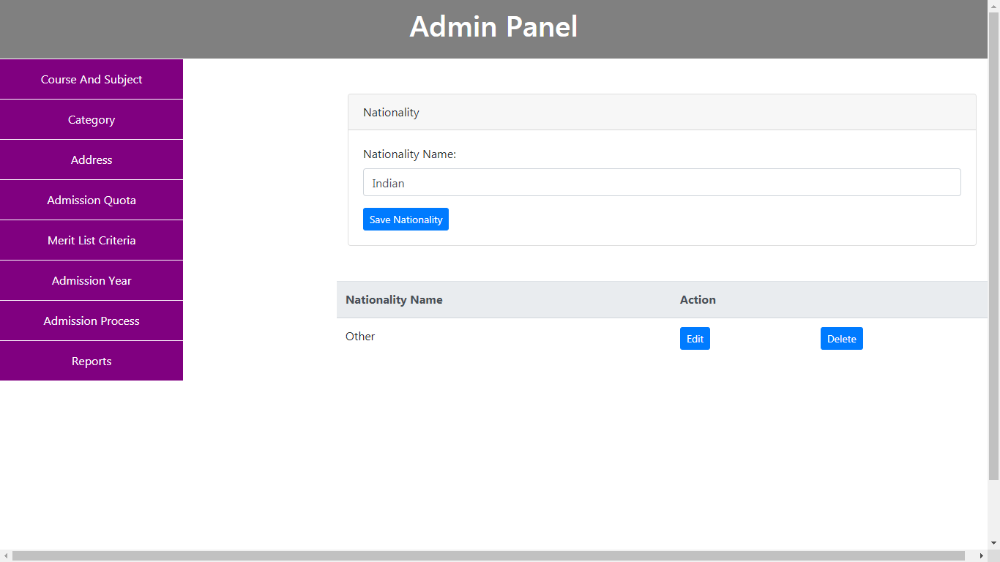 Admin Panel
Course And Subject
Category
Address
Admission Quota
Merit List Criteria
Admission Year
Admission Process
Reports
Nationality
Nationality Name:
Indian
Save Nationality
Nationality Name Action
Other Edit Delete